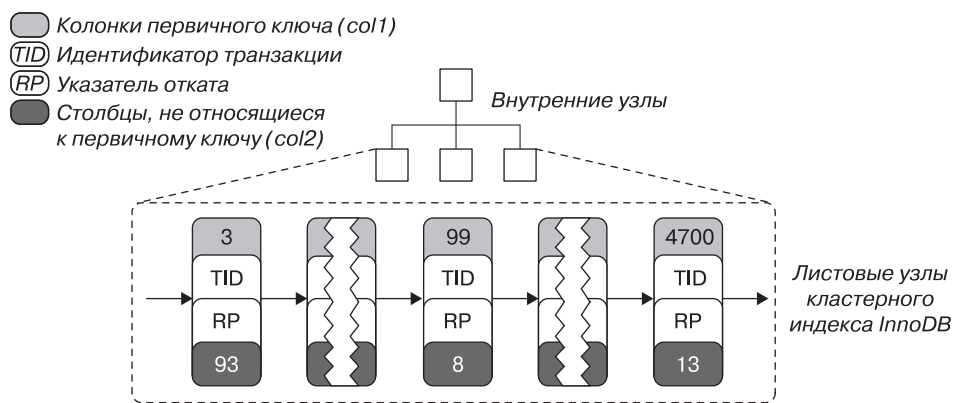 Колонки первичного ключа (col1)
TID Идентификатор транзакции
RP Указатель отката
Столбцы, не относящиеся
к первичному ключу (col2)
Внутренние узлы
3 99 4700
TID TID TID
RP RP RP
93 8 13
Листовые узлы
кластерного
индекса InnoDB